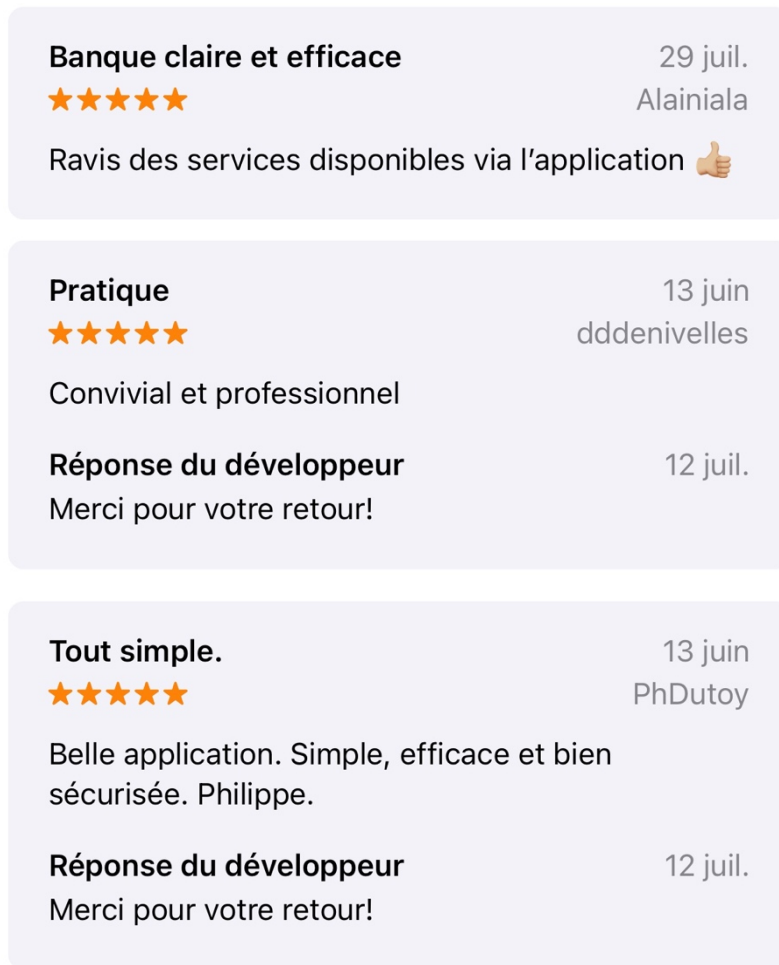 Banque claire et efficace 29 juil.
Alainiala
Ravis des services disponibles via l’application 👍🏼
Pratique 13 juin
dddenivelles
Convivial et professionnel
Réponse du développeur 12 juil.
Merci pour votre retour!
Tout simple. 13 juin
PhDutoy
Belle application. Simple, efficace et bien
sécurisée. Philippe.
Réponse du développeur 12 juil.
Merci pour votre retour!